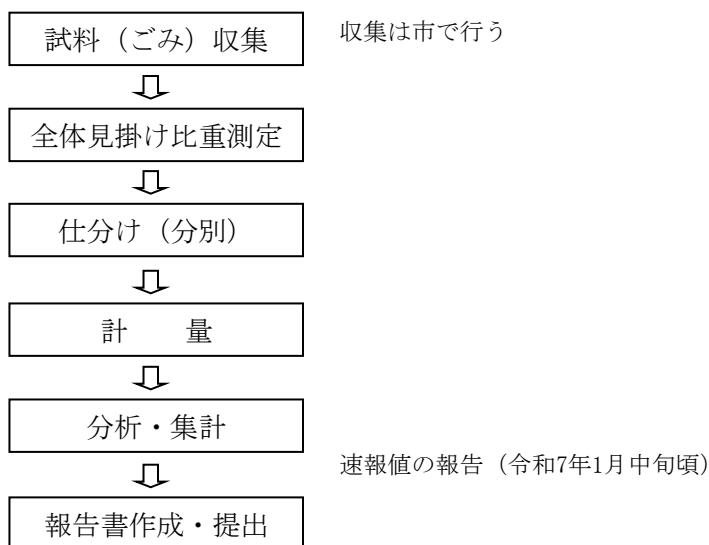 試料（ごみ）収集
収集は市で行う
全体見掛け比重測定
仕分け（分別）
計　　量
分析・集計
速報値の報告（令和7年1月中旬頃）
報告書作成・提出